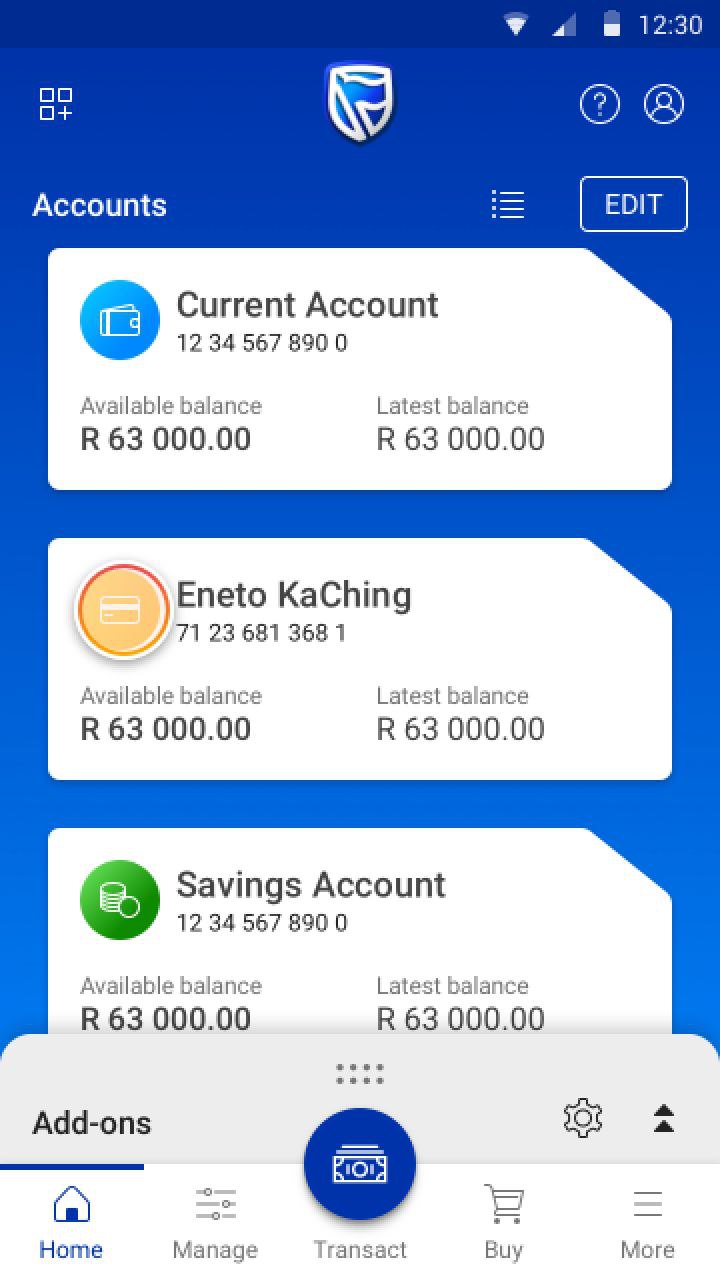 12:30
Accounts EDIT
Current Account
12 34 567 890 0
Available balance Latest balance
R 63 000.00 R 63 000.00
Eneto KaChing
71 23 681 368 1
Available balance Latest balance
R 63 000.00 R 63 000.00
Savings Account
12 34 567 890 0
Available balance Latest balance
R 63 000.00 R 63 000.00
Add-ons
Home Manage Transact Buy More